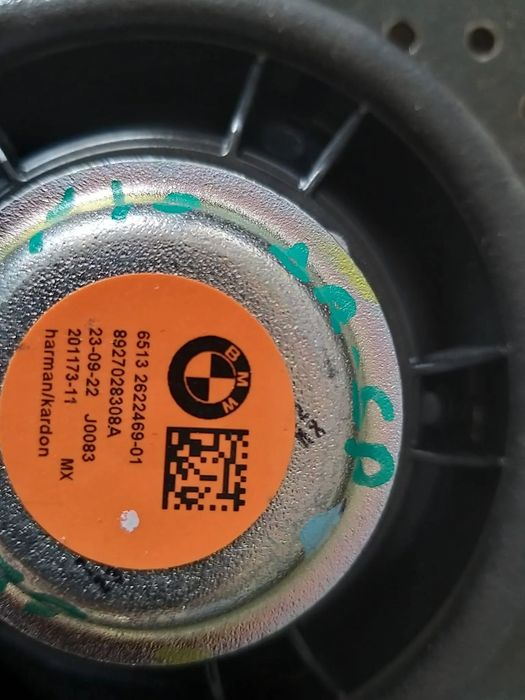 BMW
6513 2622469-01
8927028308A
23-09-22 J0083
201173-11 MX
harman/kardon